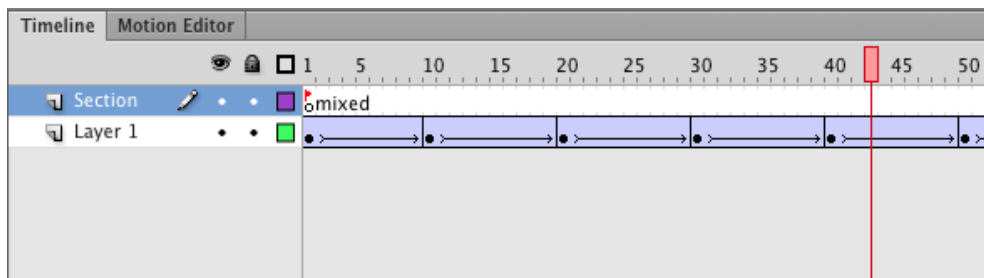 Timeline Motion Editor
1 5 10 15 20 25 30 35 40 45 50
Section mixed
Layer 1